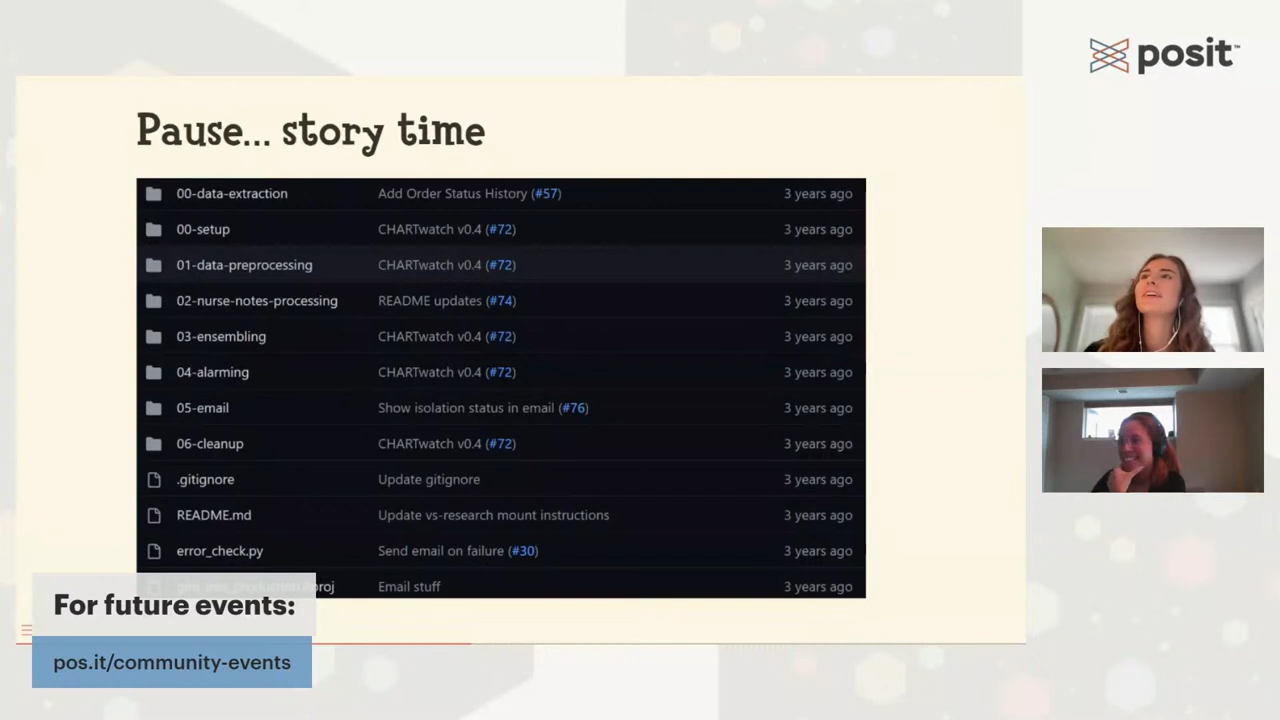 posit™
Pause... story time
00-data-extraction Add Order Status History (#57) 3 years ago
00-setup CHARTwatch v0.4 (#72) 3 years ago
01-data-preprocessing CHARTwatch v0.4 (#72) 3 years ago
02-nurse-notes-processing README updates (#74) 3 years ago
03-ensembling CHARTwatch v0.4 (#72) 3 years ago
04-alarming CHARTwatch v0.4 (#72) 3 years ago
05-email Show isolation status in email (#76) 3 years ago
06-cleanup CHARTwatch v0.4 (#72) 3 years ago
.gitignore Update gitignore 3 years ago
README.md Update vs-research mount instructions 3 years ago
error_check.py Send email on failure (#30) 3 years ago
Email stuff 3 years ago
For future events:
pos.it/community-events